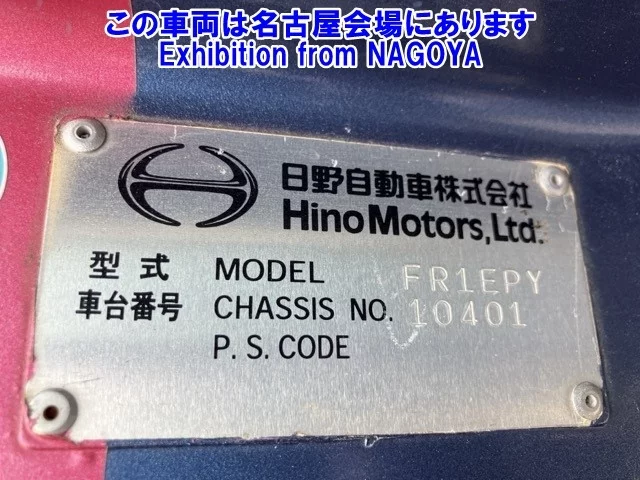 この車両は名古屋会場にあります
Exhibition from NAGOYA
日野自動車株式会社
Hino Motors, Ltd.
型式 MODEL FR1EPY
車台番号 CHASSIS NO. 10401
P. S. CODE